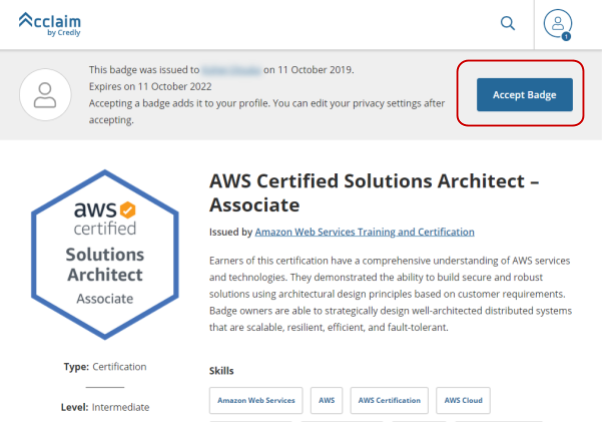 Acclaim
by Credly
1
This badge was issued to on 11 October 2019.
Expires on 11 October 2022
Accepting a badge adds it to your profile. You can edit your privacy settings after
accepting.
Accept Badge
aws
certified
Solutions
Architect
Associate
AWS Certified Solutions Architect –
Associate
Issued by Amazon Web Services Training and Certification
Earners of this certification have a comprehensive understanding of AWS services
and technologies. They demonstrated the ability to build secure and robust
solutions using architectural design principles based on customer requirements.
Badge owners are able to strategically design well-architected distributed systems
that are scalable, resilient, efficient, and fault-tolerant.
Type: Certification
Level: Intermediate
Skills
Amazon Web Services
AWS
AWS Certification
AWS Cloud